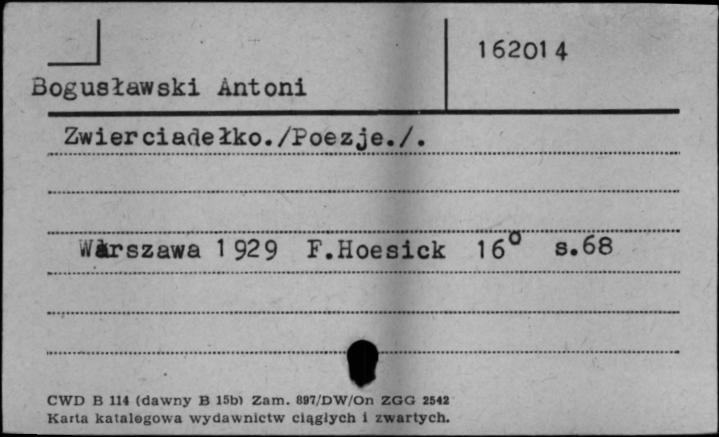 162014
Bogusławski Antoni
Zwierciadełko./Poezje./.
Warszawa 1929 F.Hoesick 16° s.68
CWD B 114 (dawny B 15b) Zam. 897/DW/On ZGG 2542
Karta katalogowa wydawnictw ciągłych i zwartych.